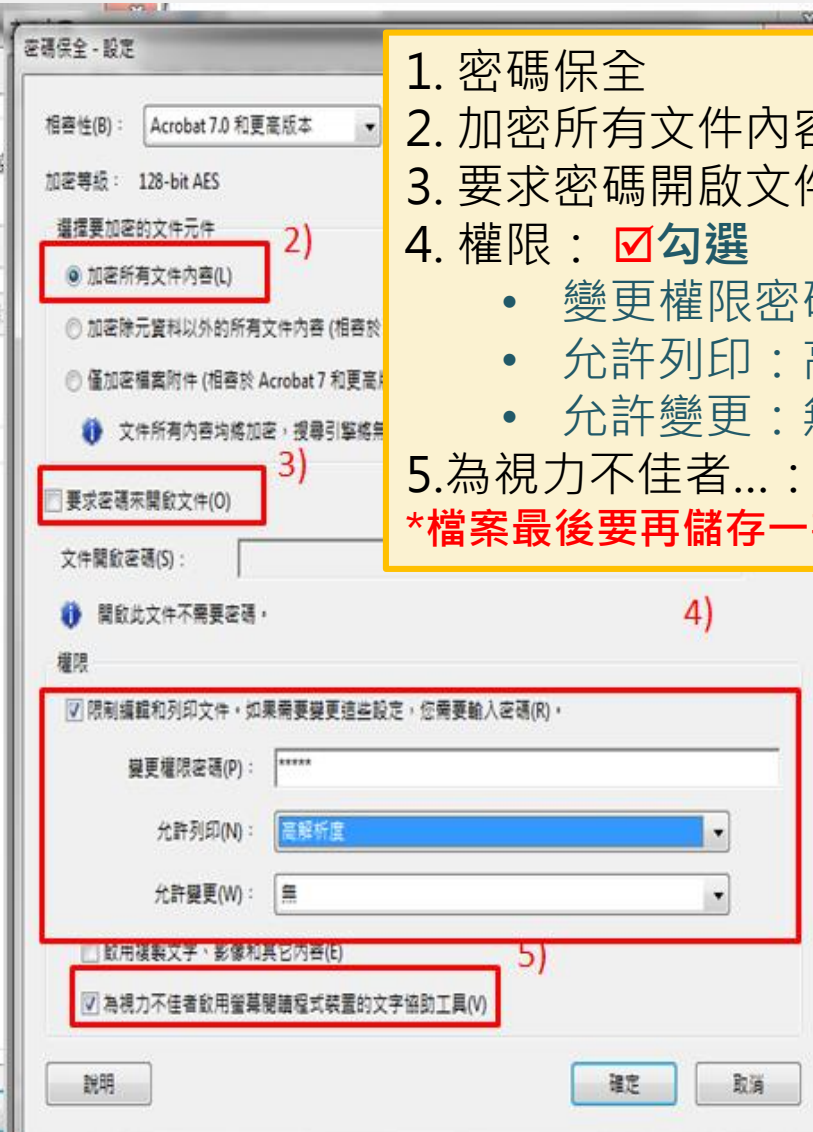 密碼保全 - 設定
1. 密碼保全
2. 加密所有文件內容
3. 要求密碼開啟文件
4. 權限： ☑勾選
• 變更權限密碼
• 允許列印：高
• 允許變更：無
5.為視力不佳者...：
*檔案最後要再儲存一
相容性(B)： Acrobat 7.0 和更高版本
加密等級： 128-bit AES
選擇要加密的文件元件
2)
加密所有文件內容(L)
加密除元資料以外的所有文件內容 (相容於
僅加密檔案附件 (相容於 Acrobat 7 和更高
文件所有內容均將加密，搜尋引擎將無
3)
要求密碼來開啟文件(O)
文件開啟密碼(S)：
開啟此文件不需要密碼。
4)
權限
限制編輯和列印文件。如果需要變更這些設定，您需要輸入密碼(R)。
變更權限密碼(P)： *****
允許列印(N)： 高解析度
允許變更(W)： 無
啟用複製文字、影像和其它內容(E)
5)
為視力不佳者啟用螢幕閱讀程式裝置的文字協助工具(V)
說明 確定 取消